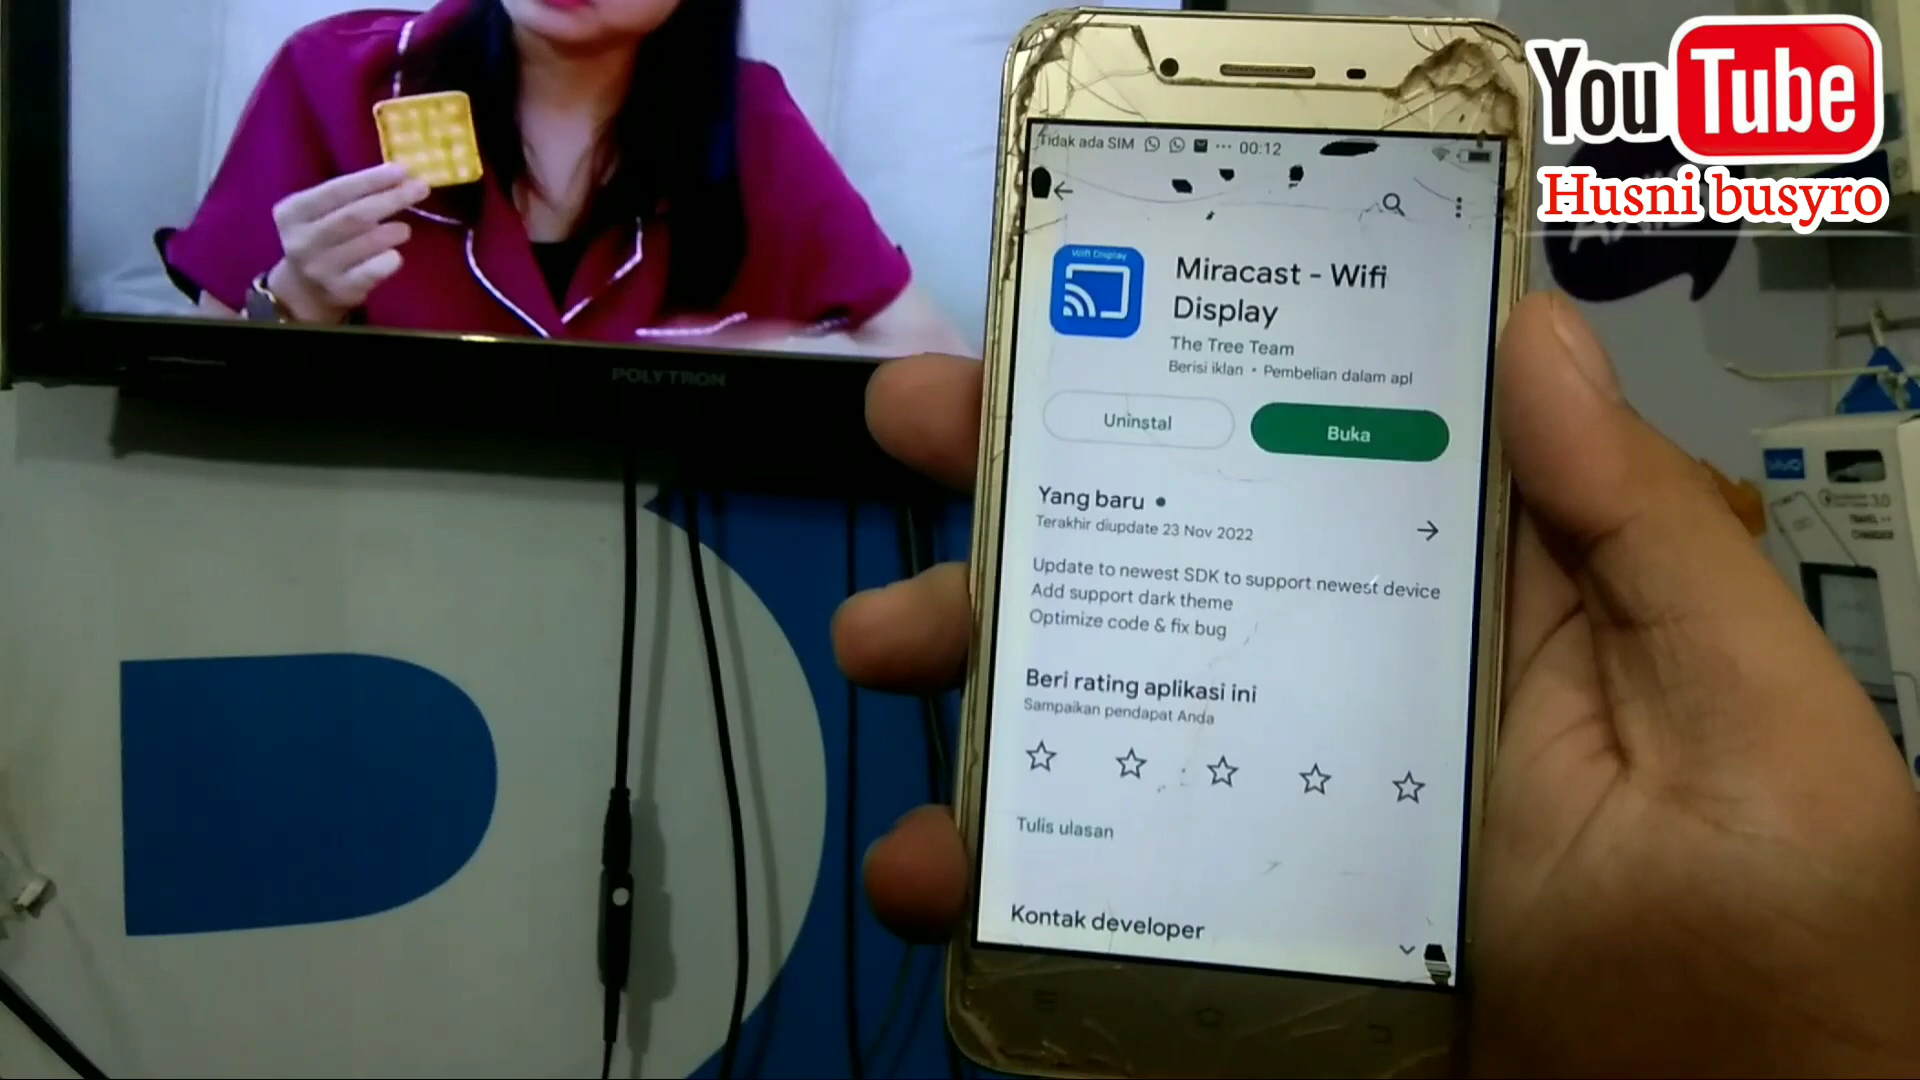 YouTube
Husni busyro
POLYTRON
Tidak ada SIM ... 00:12
Wifi Display
Miracast - Wifi
Display
The Tree Team
Berisi iklan • Pembelian dalam apl
Uninstal
Buka
Yang baru •
Terakhir diupdate 23 Nov 2022
Update to newest SDK to support newest device
Add support dark theme
Optimize code & fix bug
Beri rating aplikasi ini
Sampaikan pendapat Anda
Tulis ulasan
Kontak developer
vivo
3.0